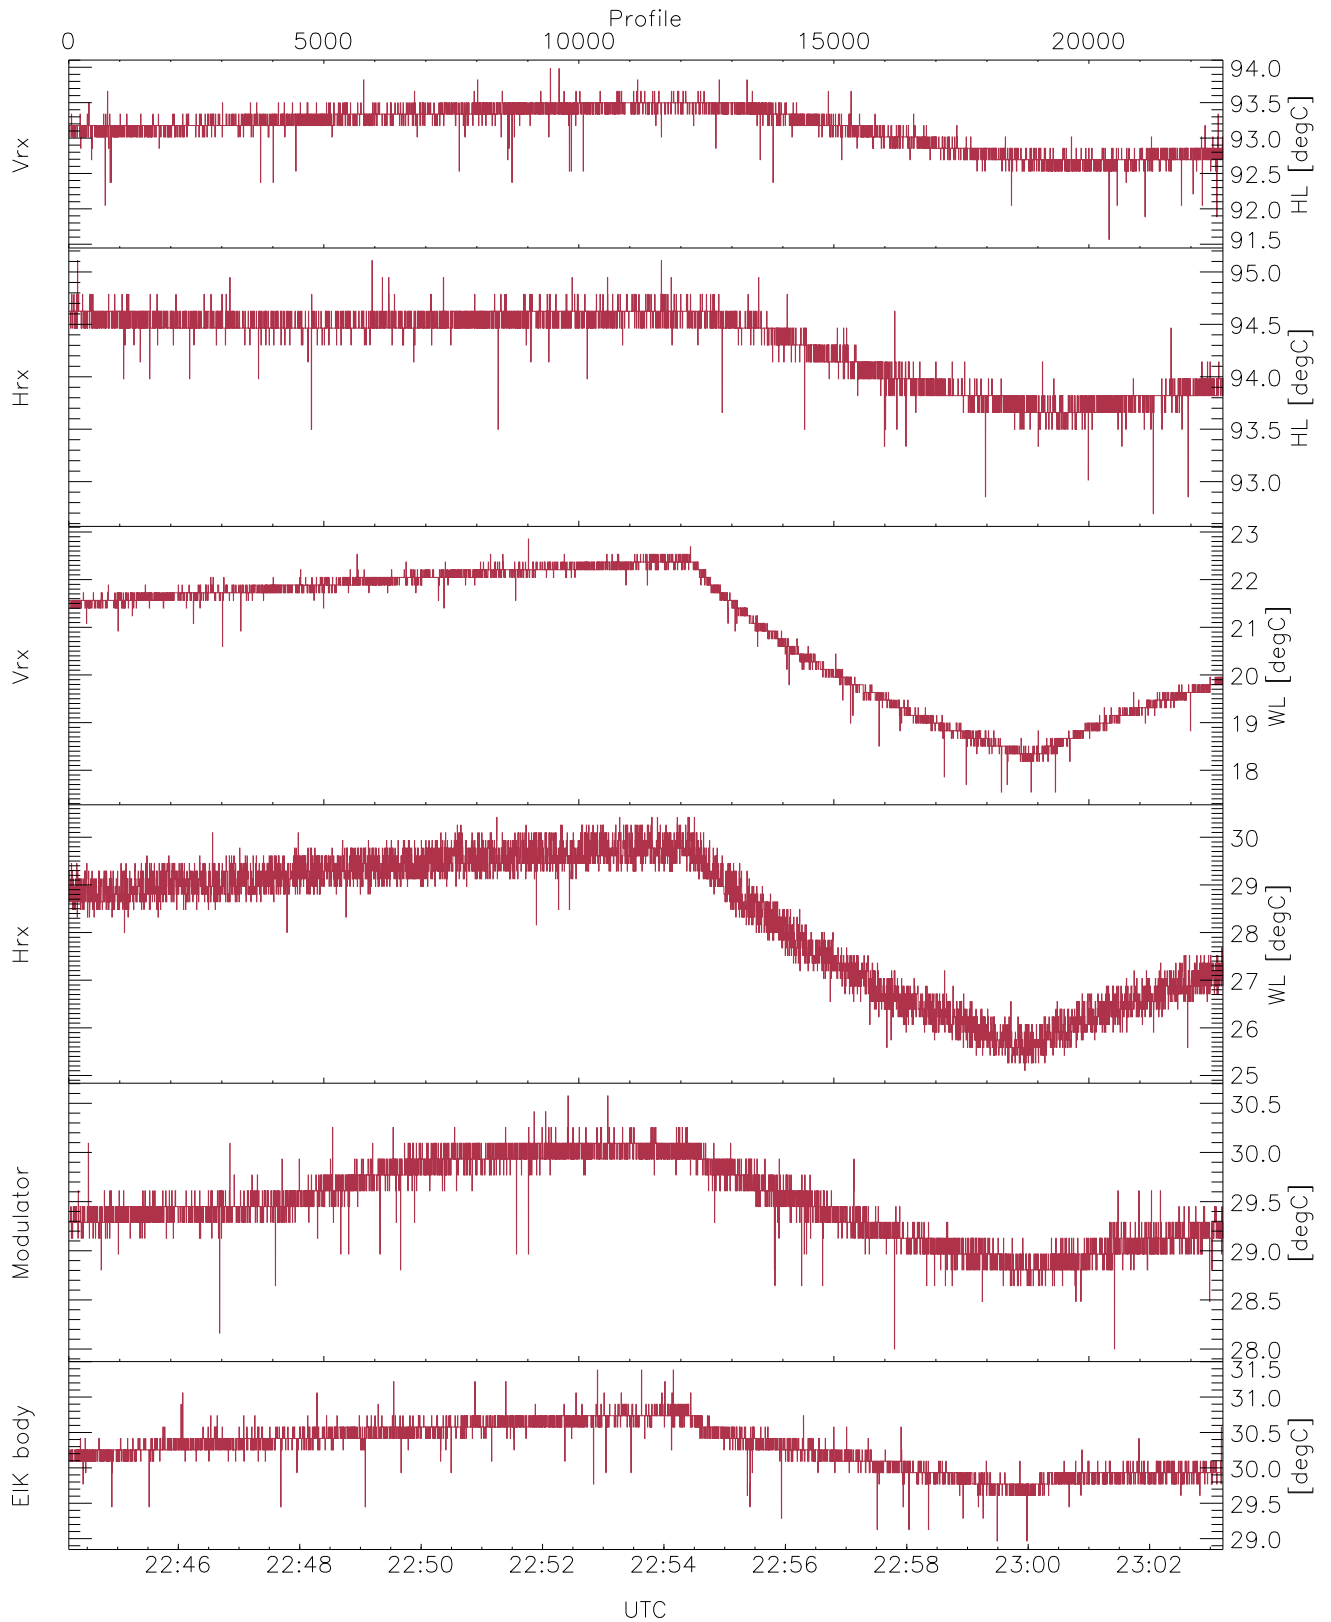 Profile
0 5000 10000 15000 20000
Vrx
94.0
93.5
93.0
92.5
92.0
91.5
HL [degC]
Hrx
95.0
94.5
94.0
93.5
93.0
HL [degC]
Vrx
23
22
21
20
19
18
WL [degC]
Hrx
30
29
28
27
26
25
WL [degC]
Modulator
30.5
30.0
29.5
29.0
28.5
28.0
[degC]
EIK body
31.5
31.0
30.5
30.0
29.5
29.0
[degC]
22:46 22:48 22:50 22:52 22:54 22:56 22:58 23:00 23:02
UTC